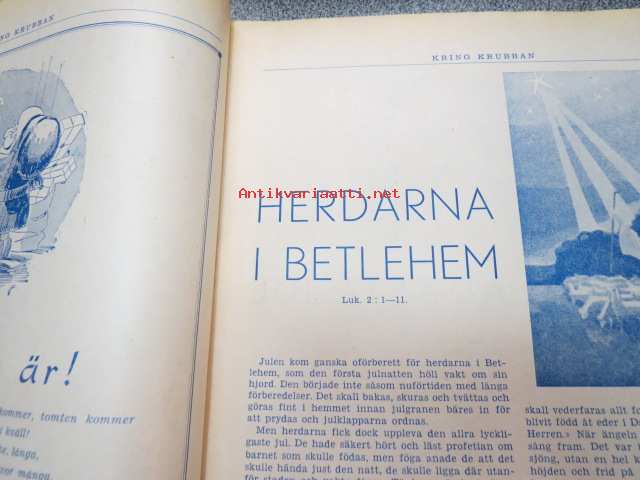 NG KRUBBAN
är!
kommer, tomten kommer
i kväll!
länga,
mänga
KRING KRUBBAN
Antikvariaatti.net
HERDARNA
I BETLEHEM
Luk. 2 : 1—11.
Julen kom ganska oförberett för herdarna i Bet-
lehem, som den första julnatten höll vakt om sin
hjord. Den började inte såsom nuförtiden med långa
förberedelser. Det skall bakas, skuras och tvättas och
göras fint i hemmet innan julgranen bäres in för
att prydas och julklapparna ordnas.
Men herdarna fick dock uppleva den allra lyckli-
gaste jul. De hade säkert hört och läst profetian om
barnet som skulle födas, men föga anade de att det
skulle hända just den natt, de skulle ligga där utan-
skall vederfaras allt fo
blivit född åt eder i Da
Herren.» När ängeln
sång fram. Det var det
sjöng, utan en hel k
höjden och frid på